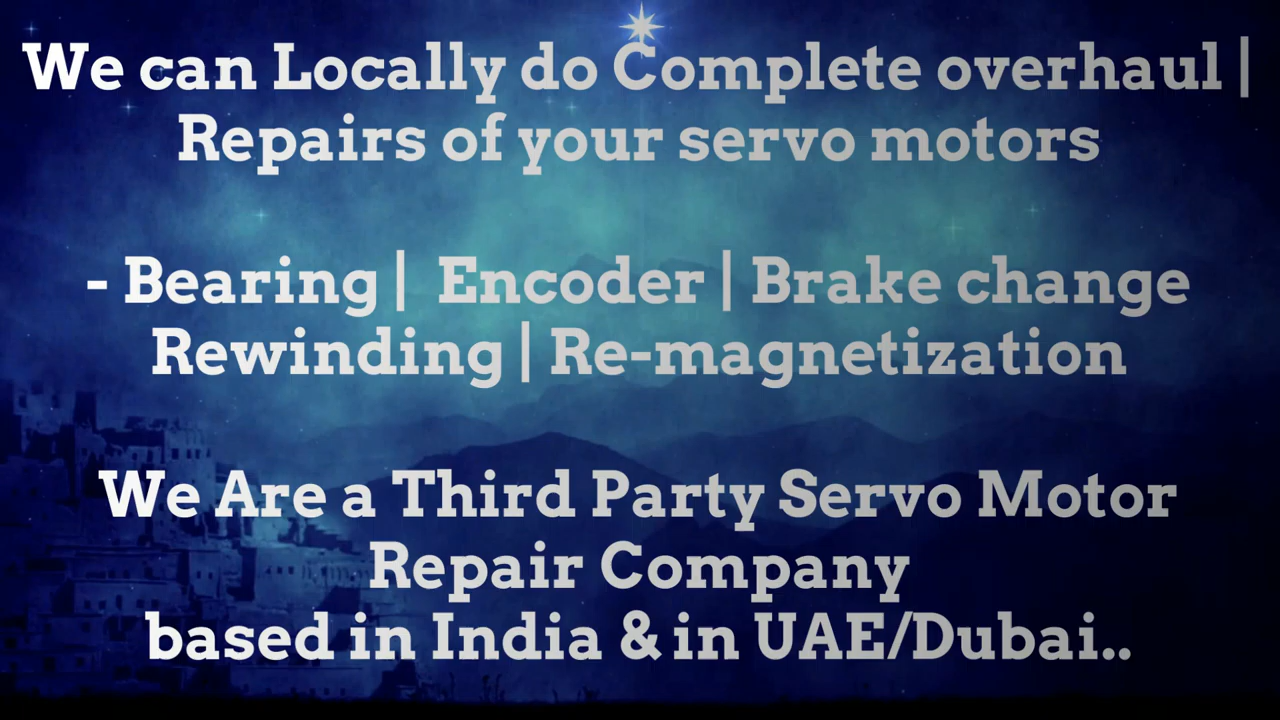 We can Locally do Complete overhaul |
Repairs of your servo motors
- Bearing | Encoder | Brake change
Rewinding | Re-magnetization
We Are a Third Party Servo Motor
Repair Company
based in India & in UAE/Dubai..